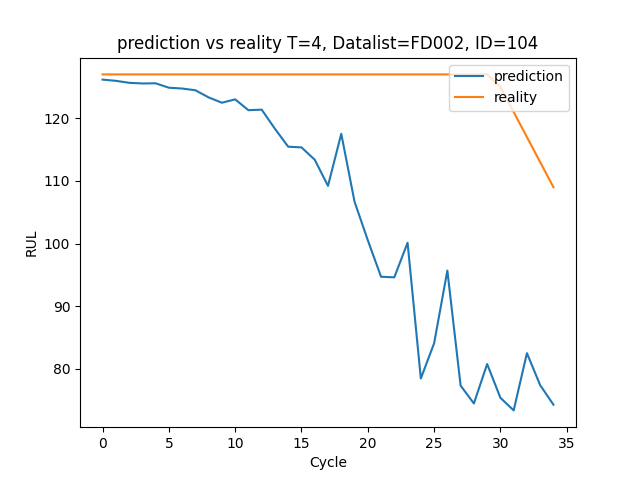 prediction vs reality T=4, Datalist=FD002, ID=104
prediction
reality
RUL
120
110
100
90
80
0 5 10 15 20 25 30 35
Cycle